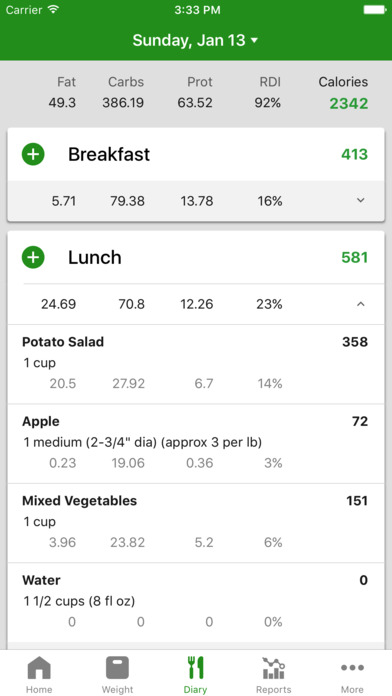 Carrier 3:33 PM
Sunday, Jan 13
Fat Carbs Prot RDI Calories
49.3 386.19 63.52 92% 2342
Breakfast 413
5.71 79.38 13.78 16%
Lunch 581
24.69 70.8 12.26 23%
Potato Salad 358
1 cup
20.5 27.92 6.7 14%
Apple 72
1 medium (2-3/4" dia) (approx 3 per lb)
0.23 19.06 0.36 3%
Mixed Vegetables 151
1 cup
3.96 23.82 5.2 6%
Water 0
1 1/2 cups (8 fl oz)
0 0 0 0%
Home Weight Diary Reports More